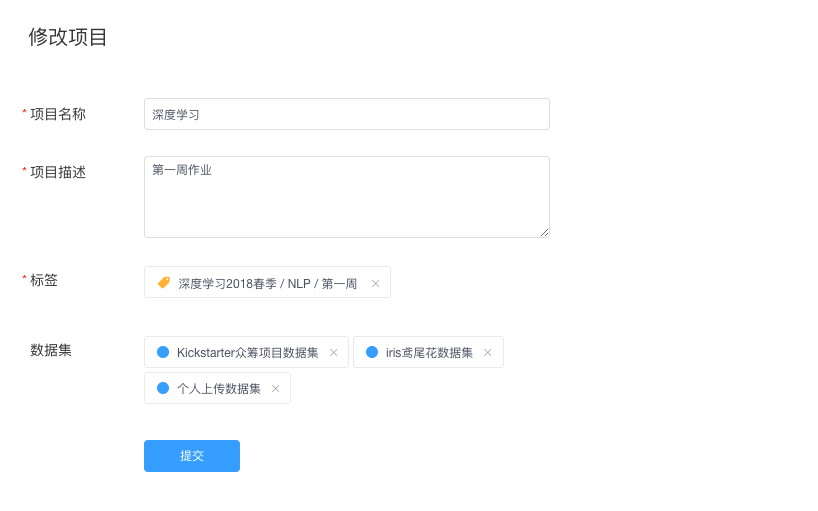 修改项目
* 项目名称 深度学习
* 项目描述 第一周作业
* 标签 深度学习2018春季 / NLP / 第一周 ×
数据集 Kickstarter众筹项目数据集 × iris鸢尾花数据集 ×
个人上传数据集 ×
提交